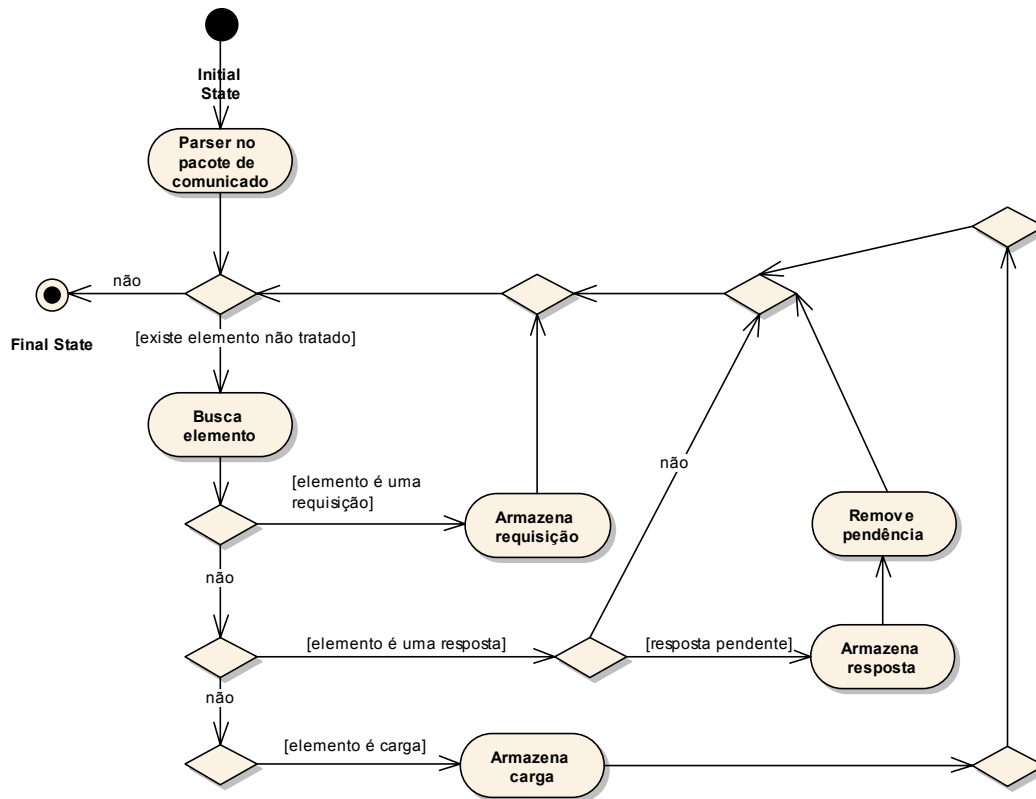 Initial
State
Parser no
pacote de
comunicado
não
Final State
[existe elemento não tratado]
Busca
elemento
[elemento é uma
requisição]
Armazena
requisição
não
Remove
pendência
não
[elemento é uma resposta]
[resposta pendente]
Armazena
resposta
não
[elemento é carga]
Armazena
carga